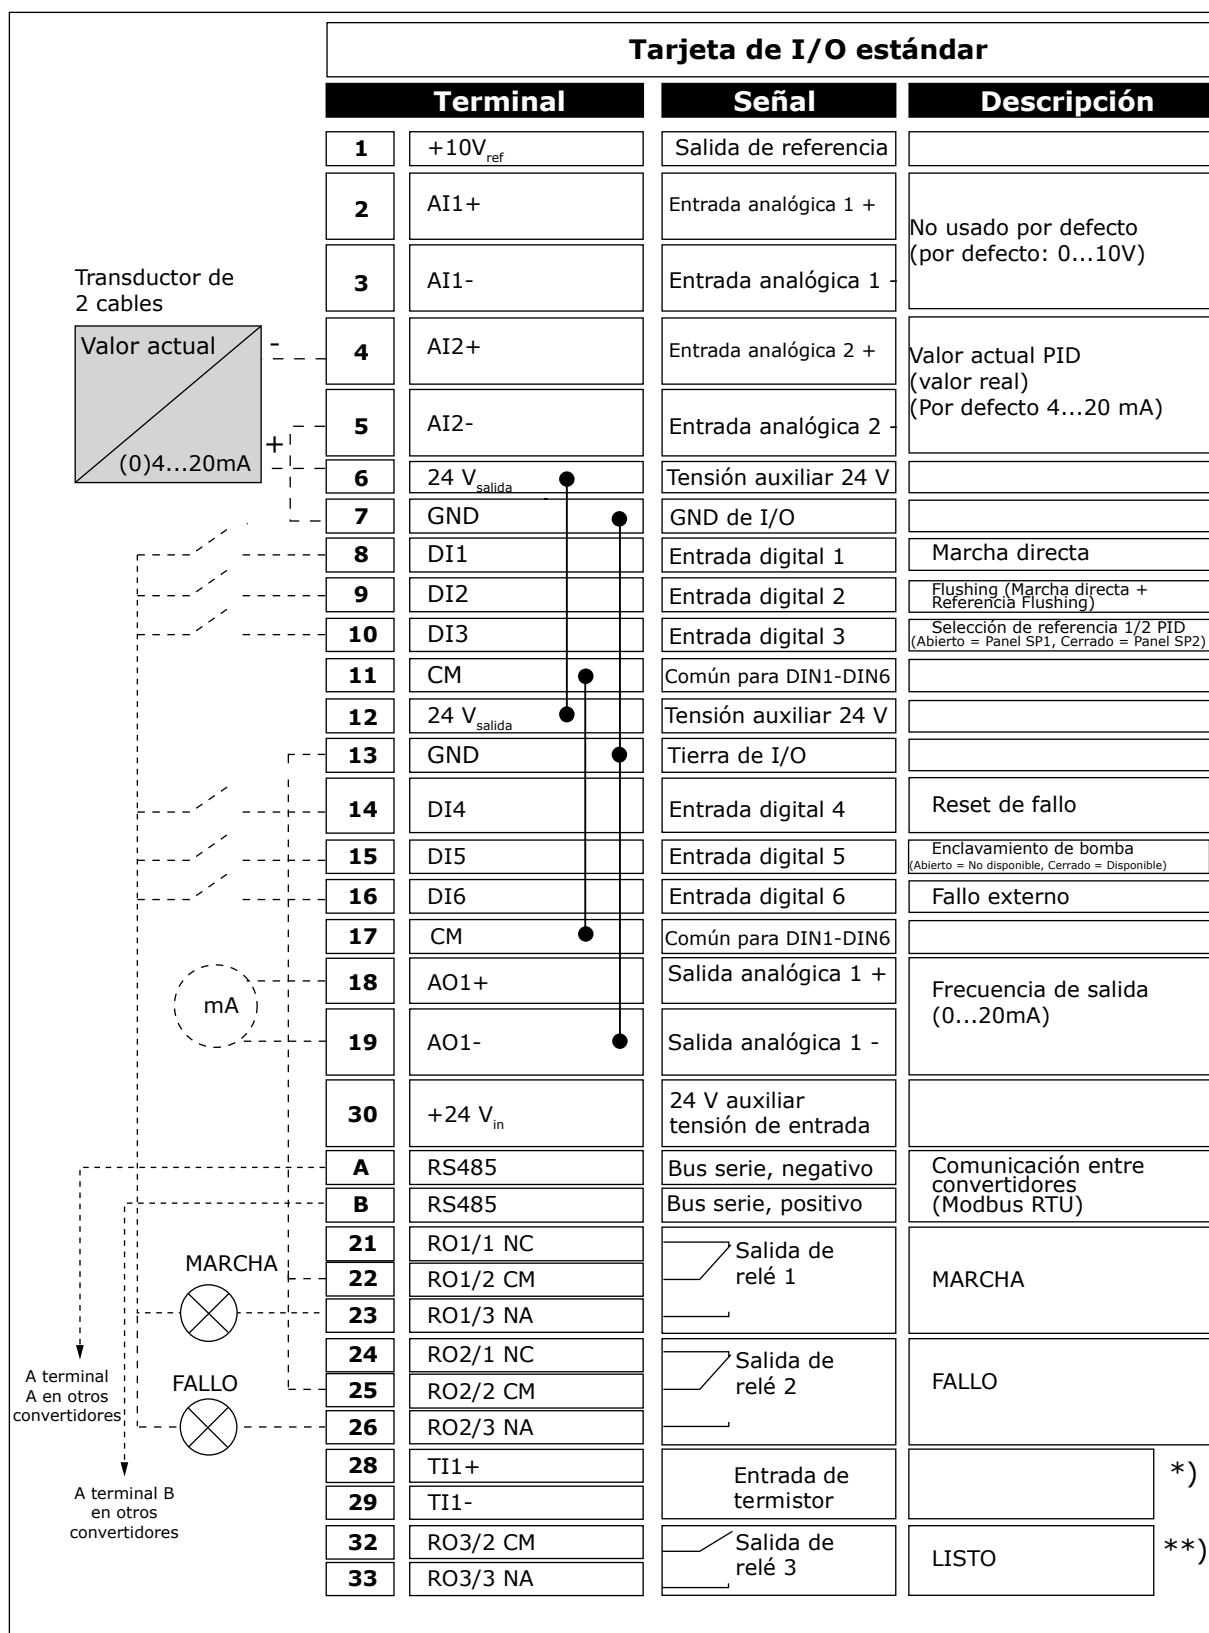 Tarjeta de I/O estándar
Terminal Señal Descripción
1 +10Vref Salida de referencia
2 AI1+ Entrada analógica 1 +
No usado por defecto
(por defecto: 0...10V)
3 AI1- Entrada analógica 1 -
Transductor de
2 cables
Valor actual
-
+
(0)4...20mA
4 AI2+ Entrada analógica 2 +
Valor actual PID
(valor real)
(Por defecto 4...20 mA)
5 AI2- Entrada analógica 2 -
6 24 Vsalida Tensión auxiliar 24 V
7 GND GND de I/O
8 DI1 Entrada digital 1 Marcha directa
9 DI2 Entrada digital 2
Flushing (Marcha directa +
Referencia Flushing)
10 DI3 Entrada digital 3
Selección de referencia 1/2 PID
(Abierto = Panel SP1, Cerrado = Panel SP2)
11 CM Común para DIN1-DIN6
12 24 Vsalida Tensión auxiliar 24 V
13 GND Tierra de I/O
14 DI4 Entrada digital 4 Reset de fallo
15 DI5 Entrada digital 5
Enclavamiento de bomba
(Abierto = No disponible, Cerrado = Disponible)
16 DI6 Entrada digital 6 Fallo externo
17 CM Común para DIN1-DIN6
mA
18 AO1+ Salida analógica 1 +
Frecuencia de salida
(0...20mA)
19 AO1- Salida analógica 1 -
30 +24 Vin
24 V auxiliar
tensión de entrada
A RS485 Bus serie, negativo
Comunicación entre
convertidores
(Modbus RTU)
B RS485 Bus serie, positivo
21 RO1/1 NC
Salida de
relé 1
MARCHA
22 RO1/2 CM
MARCHA
23 RO1/3 NA
24 RO2/1 NC
Salida de
relé 2
A terminal
A en otros
convertidores
FALLO
25 RO2/2 CM
FALLO
26 RO2/3 NA
28 TI1+
Entrada de
termistor
*)
29 TI1-
A terminal B
en otros
convertidores
32 RO3/2 CM
Salida de
relé 3
LISTO
**)
33 RO3/3 NA